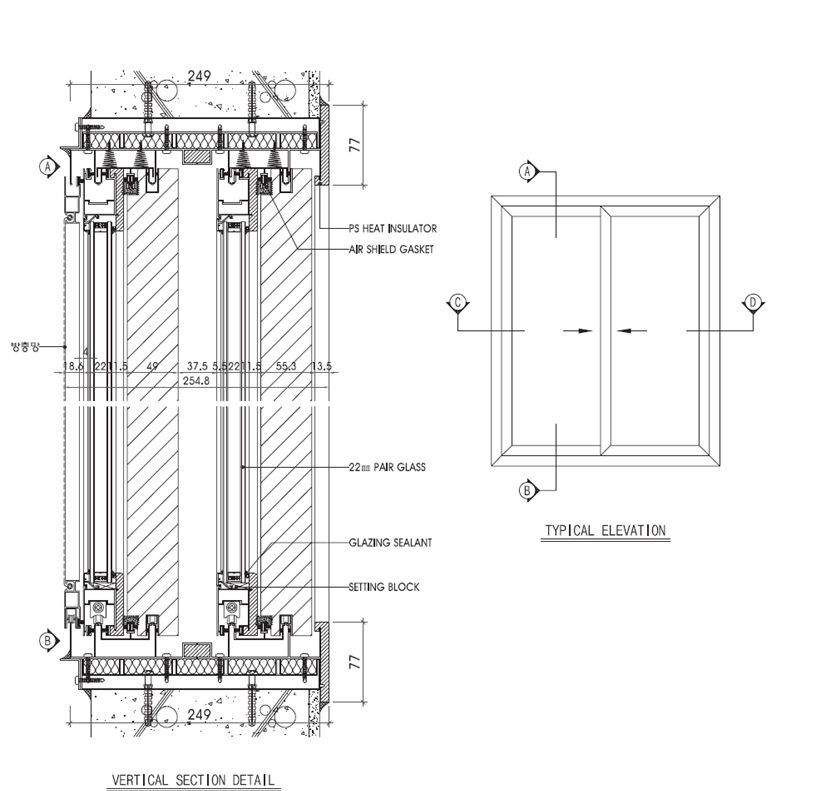 249
77
A
A
PS HEAT INSULATOR
AIR SHIELD GASKET
C
D
방충망
4
18.6 22 11.5 49 37.5 5.5 22 11.5 55.3 13.5
254.8
22㎜ PAIR GLASS
B
TYPICAL ELEVATION
GLAZING SEALANT
SETTING BLOCK
B
77
249
VERTICAL SECTION DETAIL